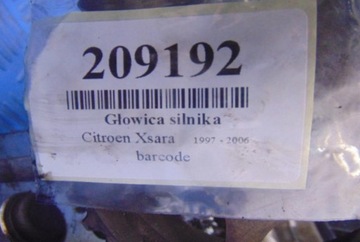 209192
Głowica silnika
Citroen Xsara 1997 - 2006
barcode